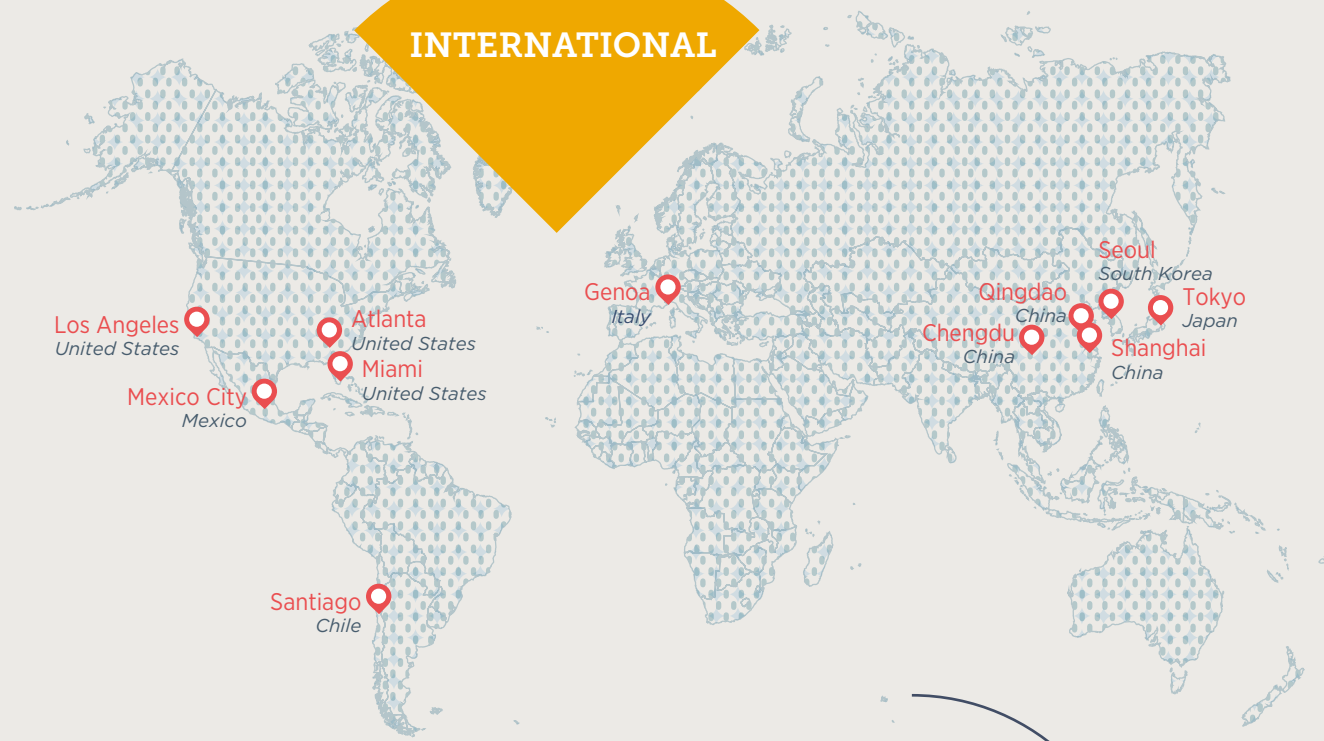 INTERNATIONAL
Los Angeles
United States
Atlanta
United States
Miami
United States
Mexico City
Mexico
Santiago
Chile
Genoa
Italy
Seoul
South Korea
Qingdao
China
Tokyo
Japan
Chengdu
China
Shanghai
China